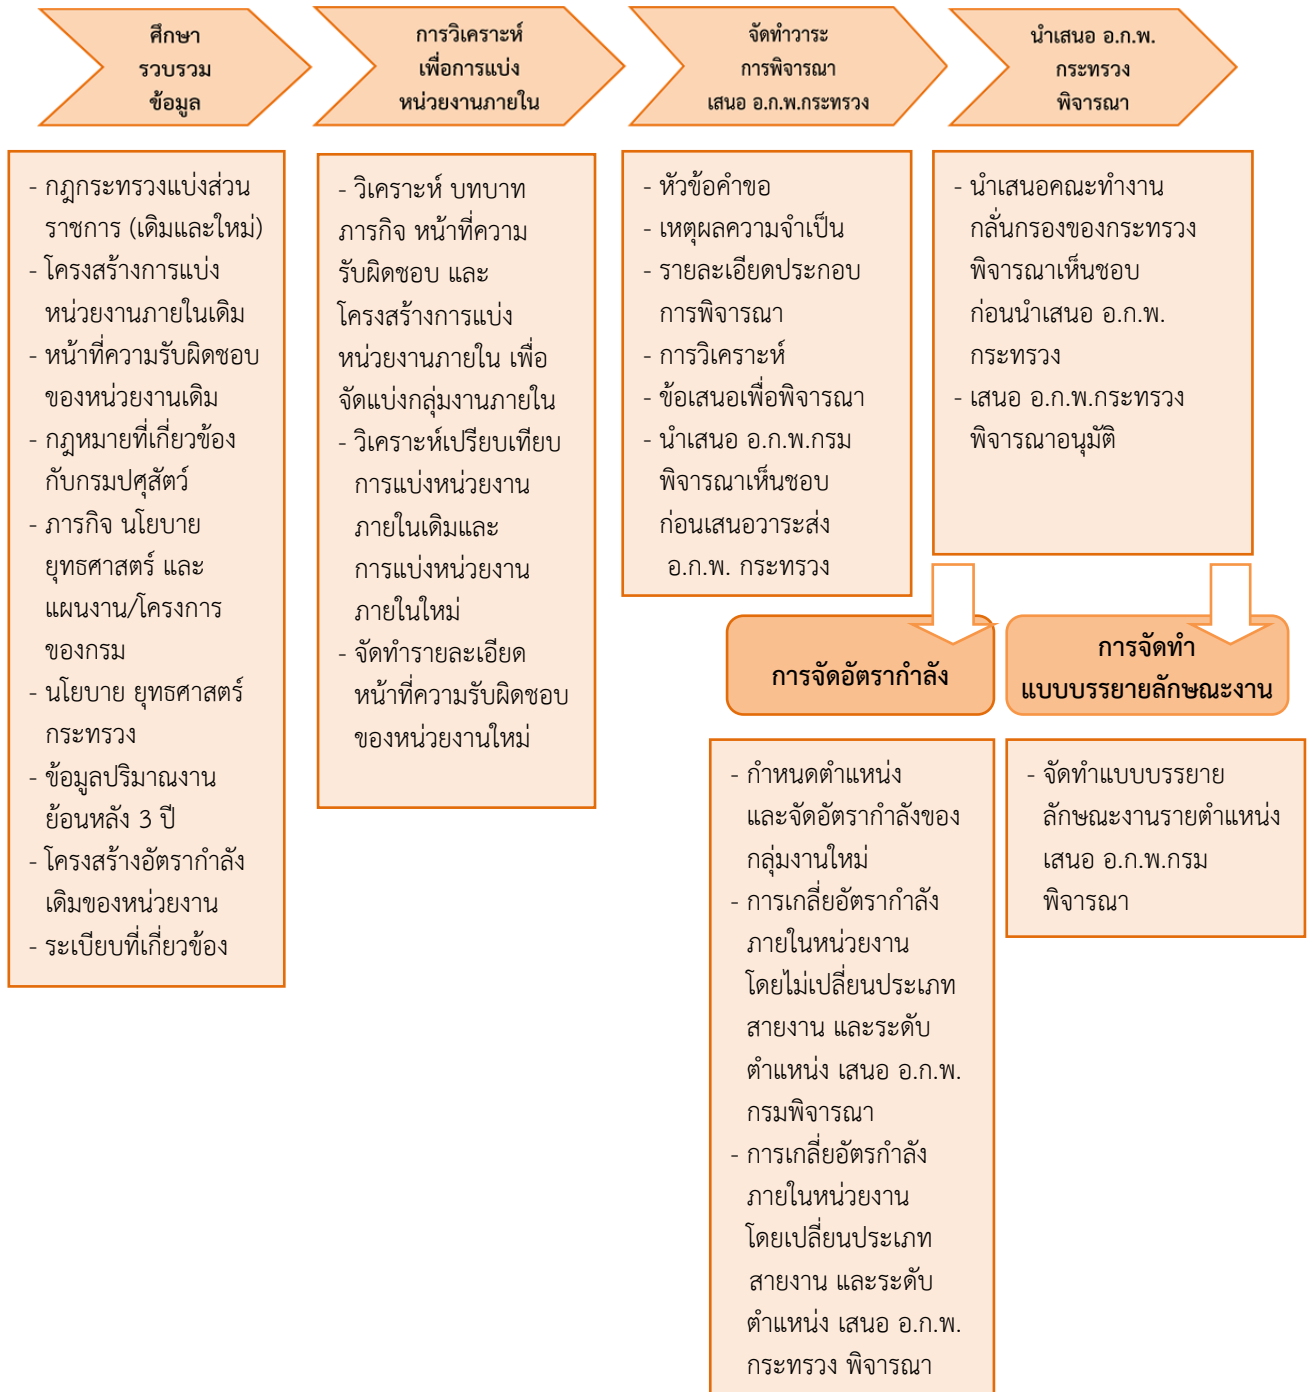 ศึกษา
รวบรวม
ข้อมูล
การวิเคราะห์
เพื่อการแบ่ง
หน่วยงานภายใน
จัดทำวาระ
การพิจารณา
เสนอ อ.ก.พ.กระทรวง
นำเสนอ อ.ก.พ.
กระทรวง
พิจารณา
- กฎกระทรวงแบ่งส่วน
ราชการ (เดิมและใหม่)
- โครงสร้างการแบ่ง
หน่วยงานภายในเดิม
- หน้าที่ความรับผิดชอบ
ของหน่วยงานเดิม
- กฎหมายที่เกี่ยวข้อง
กับกรมปศุสัตว์
- ภารกิจ นโยบาย
ยุทธศาสตร์ และ
แผนงาน/โครงการ
ของกรม
- นโยบาย ยุทธศาสตร์
กระทรวง
- ข้อมูลปริมาณงาน
ย้อนหลัง 3 ปี
- โครงสร้างอัตรากำลัง
เดิมของหน่วยงาน
- ระเบียบที่เกี่ยวข้อง
- วิเคราะห์ บทบาท
ภารกิจ หน้าที่ความ
รับผิดชอบ และ
โครงสร้างการแบ่ง
หน่วยงานภายใน เพื่อ
จัดแบ่งกลุ่มงานภายใน
- วิเคราะห์เปรียบเทียบ
การแบ่งหน่วยงาน
ภายในเดิมและ
การแบ่งหน่วยงาน
ภายในใหม่
- จัดทำรายละเอียด
หน้าที่ความรับผิดชอบ
ของหน่วยงานใหม่
- หัวข้อคำขอ
- เหตุผลความจำเป็น
- รายละเอียดประกอบ
การพิจารณา
- การวิเคราะห์
- ข้อเสนอเพื่อพิจารณา
- นำเสนอ อ.ก.พ.กรม
พิจารณาเห็นชอบ
ก่อนเสนอวาระส่ง
อ.ก.พ. กระทรวง
- นำเสนอคณะทำงาน
กลั่นกรองของกระทรวง
พิจารณาเห็นชอบ
ก่อนนำเสนอ อ.ก.พ.
กระทรวง
- เสนอ อ.ก.พ.กระทรวง
พิจารณาอนุมัติ
การจัดอัตรากำลัง
- กำหนดตำแหน่ง
และจัดอัตรากำลังของ
กลุ่มงานใหม่
- การเกลี่ยอัตรากำลัง
ภายในหน่วยงาน
โดยไม่เปลี่ยนประเภท
สายงาน และระดับ
ตำแหน่ง เสนอ อ.ก.พ.
กรมพิจารณา
- การเกลี่ยอัตรกำลัง
ภายในหน่วยงาน
โดยเปลี่ยนประเภท
สายงาน และระดับ
ตำแหน่ง เสนอ อ.ก.พ.
กระทรวง พิจารณา
การจัดทำ
แบบบรรยายลักษณะงาน
- จัดทำแบบบรรยาย
ลักษณะงานรายตำแหน่ง
เสนอ อ.ก.พ.กรม
พิจารณา